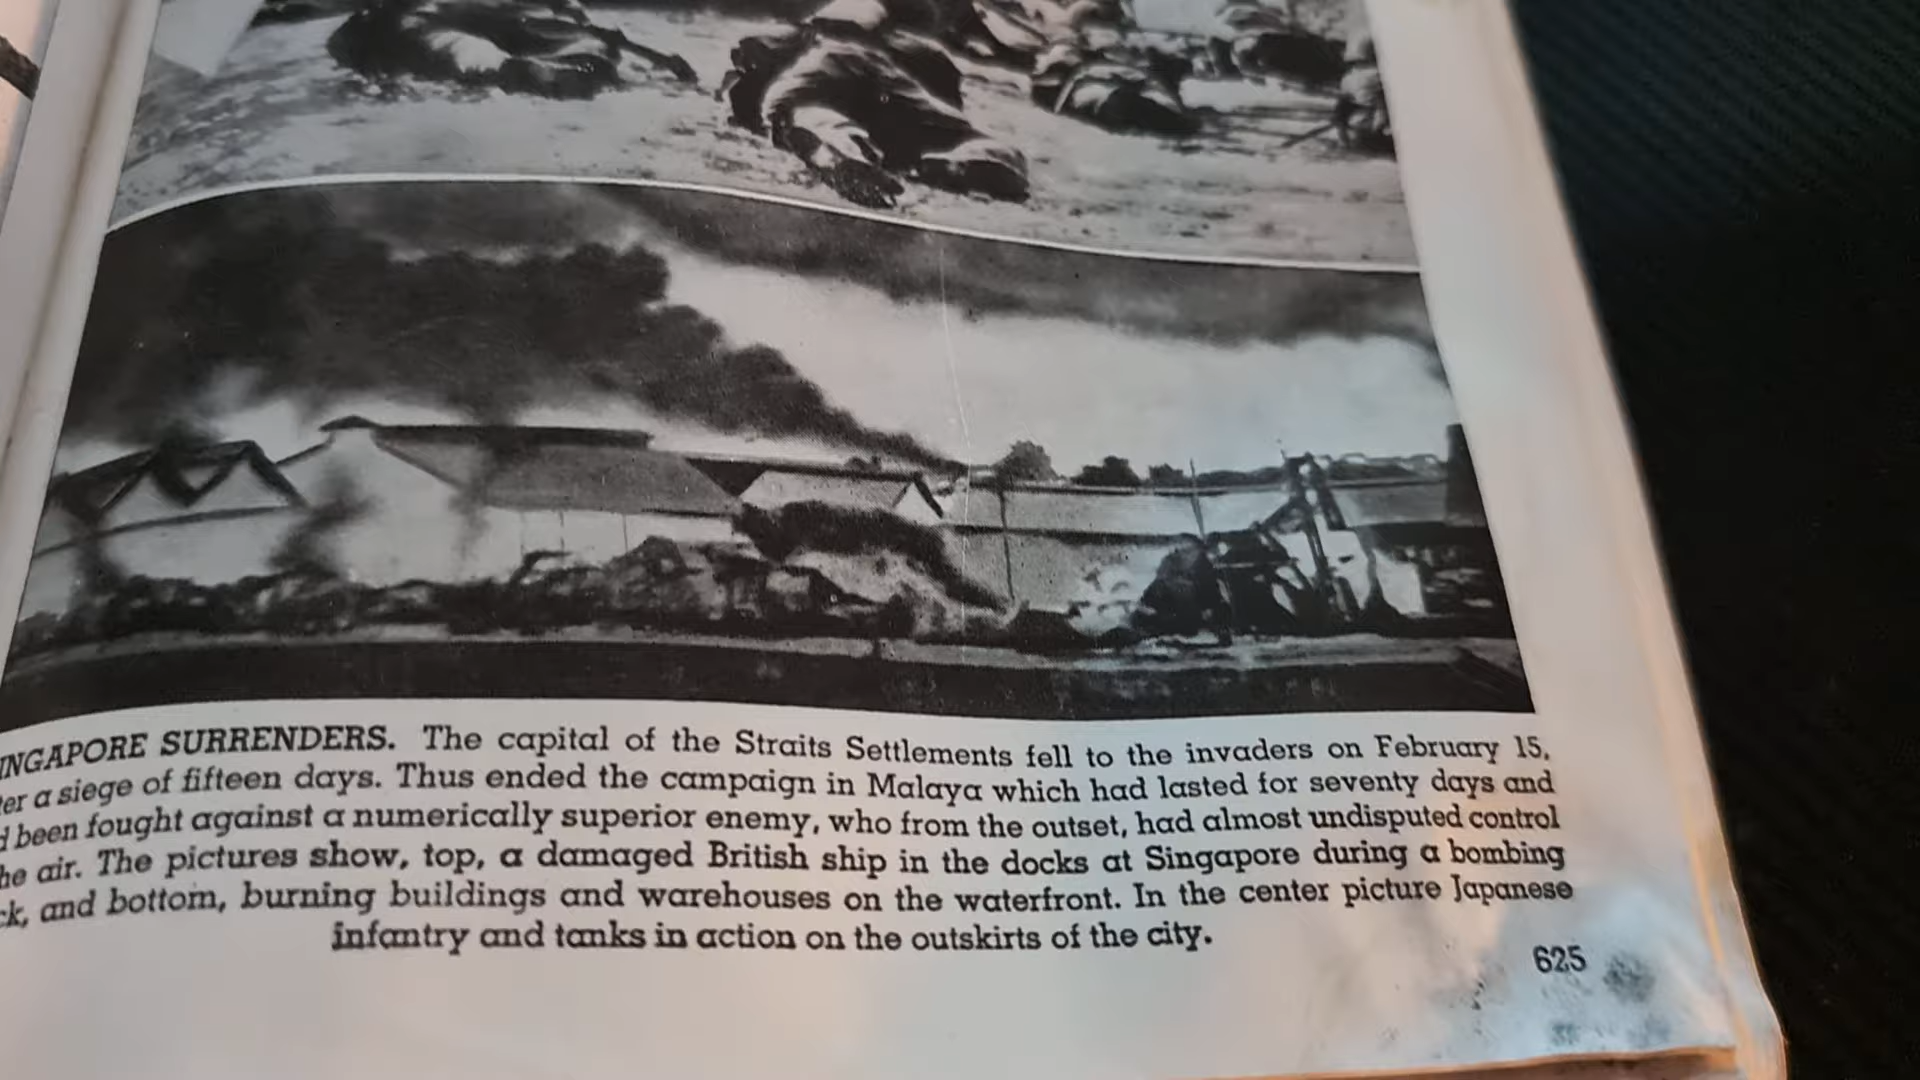 INGAPORE SURRENDERS. The capital of the Straits Settlements fell to the invaders on February 15,
er a siege of fifteen days. Thus ended the campaign in Malaya which had lasted for seventy days and
d been fought against a numerically superior enemy, who from the outset, had almost undisputed control
he air. The pictures show, top, a damaged British ship in the docks at Singapore during a bombing
ck, and bottom, burning buildings and warehouses on the waterfront. In the center picture Japanese
infantry and tanks in action on the outskirts of the city.
625